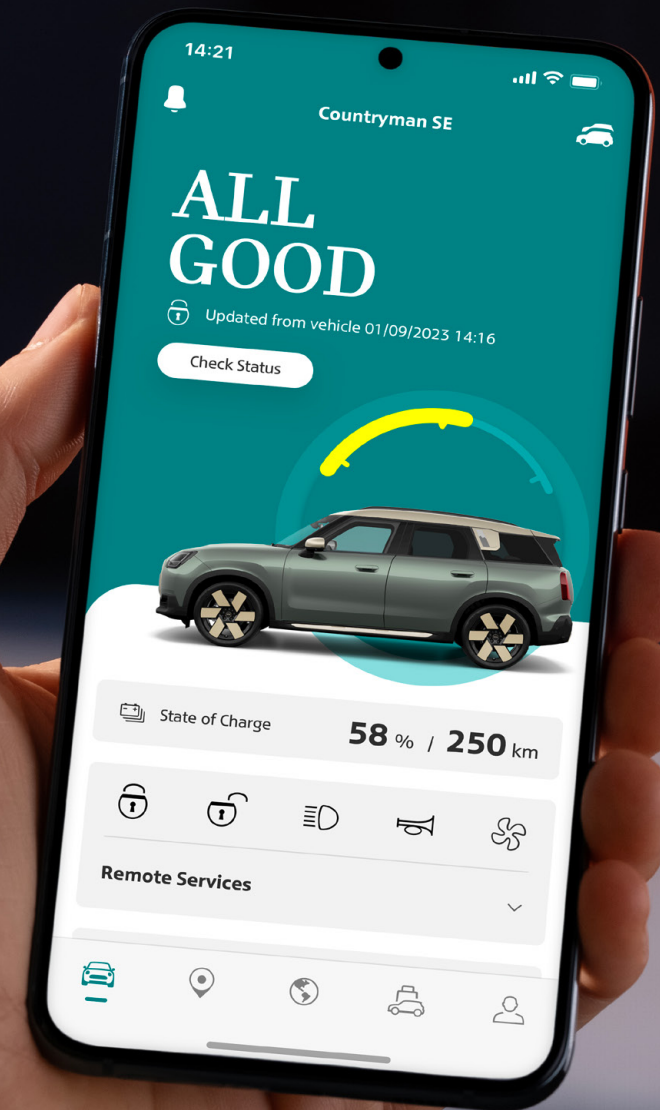 14:21
Countryman SE
ALL
GOOD
Updated from vehicle 01/09/2023 14:16
Check Status
State of Charge
58 % / 250 km
Remote Services